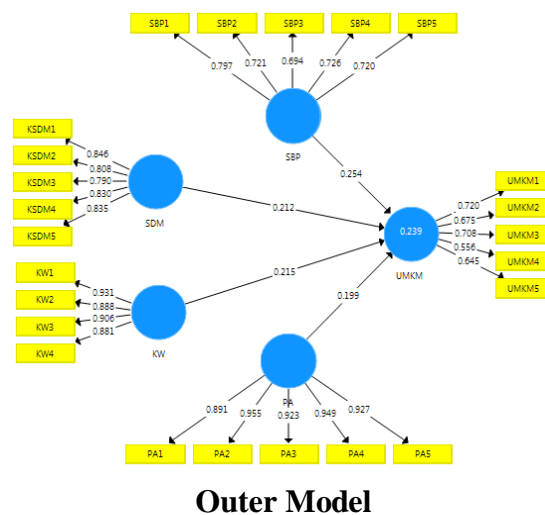 SBP1 SBP2 SBP3 SBP4 SBP5
0.797 0.721 0.694 0.726 0.720
SBP
KSDM1
KSDM2
KSDM3
KSDM4
KSDM5
0.846
0.808
0.790
0.830
0.835
SDM
0.254
0.212
0.239
UMKM
UMKM1
UMKM2
UMKM3
UMKM4
UMKM5
0.720
0.675
0.708
0.556
0.645
KW1
KW2
KW3
KW4
0.931
0.888
0.906
0.881
KW
0.215
0.199
PA
0.891 0.955 0.923 0.949 0.927
PA1 PA2 PA3 PA4 PA5
Outer Model